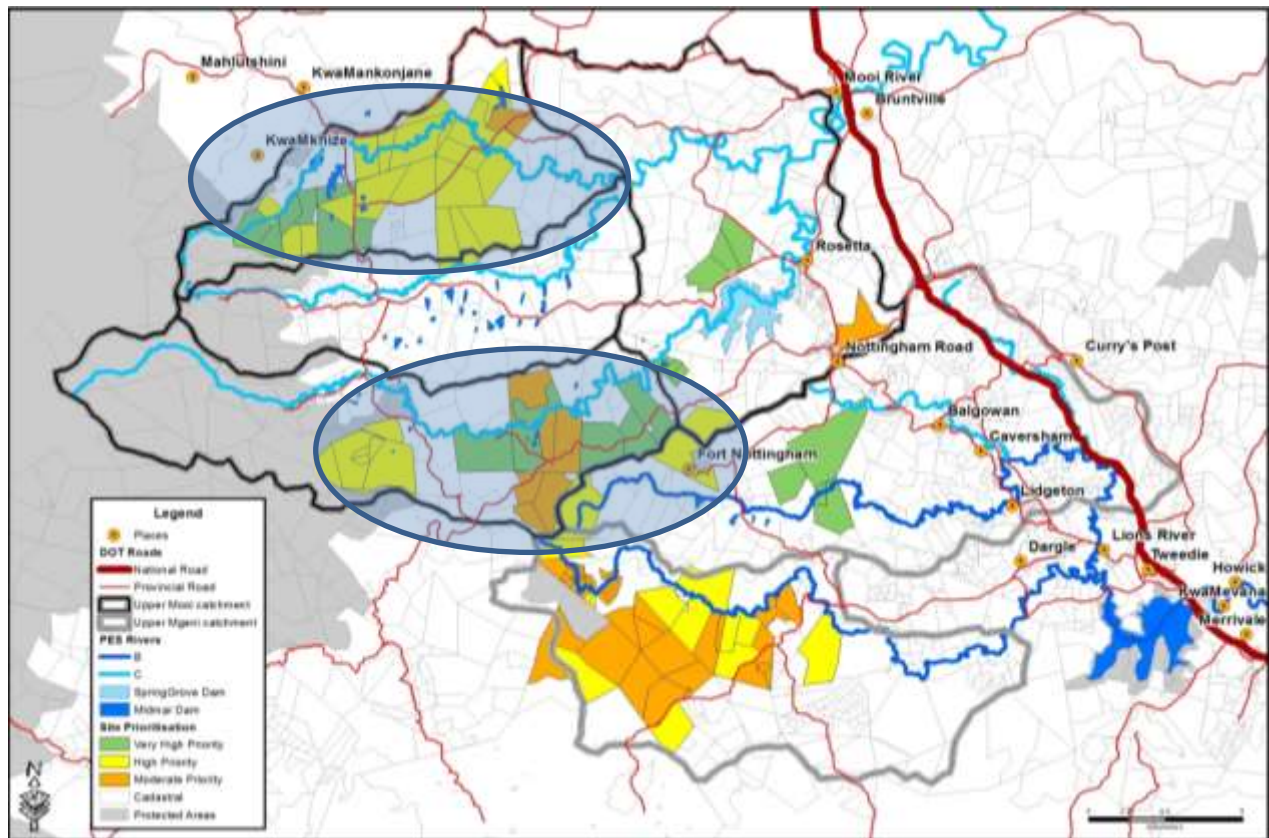 Mahlutshini
KwaMankonjane
KwaMkhize
Mooi River
Bruntville
Rosetta
Nottingham Road
Curry's Post
Balgowan
Caversham
Fort Nottingham
Lidgeton
Lions River
Dargle
Tweedie
Howick
KwaMevana
Merrivale
Legend
Places
DOT Roads
National Road
Provincial Road
Upper Mooi catchment
Upper Mgeni catchment
PES Rivers
B
C
SpringGrove Dam
Midmar Dam
Site Prioritisation
Very High Priority
High Priority
Moderate Priority
Cadastral
Protected Areas
N